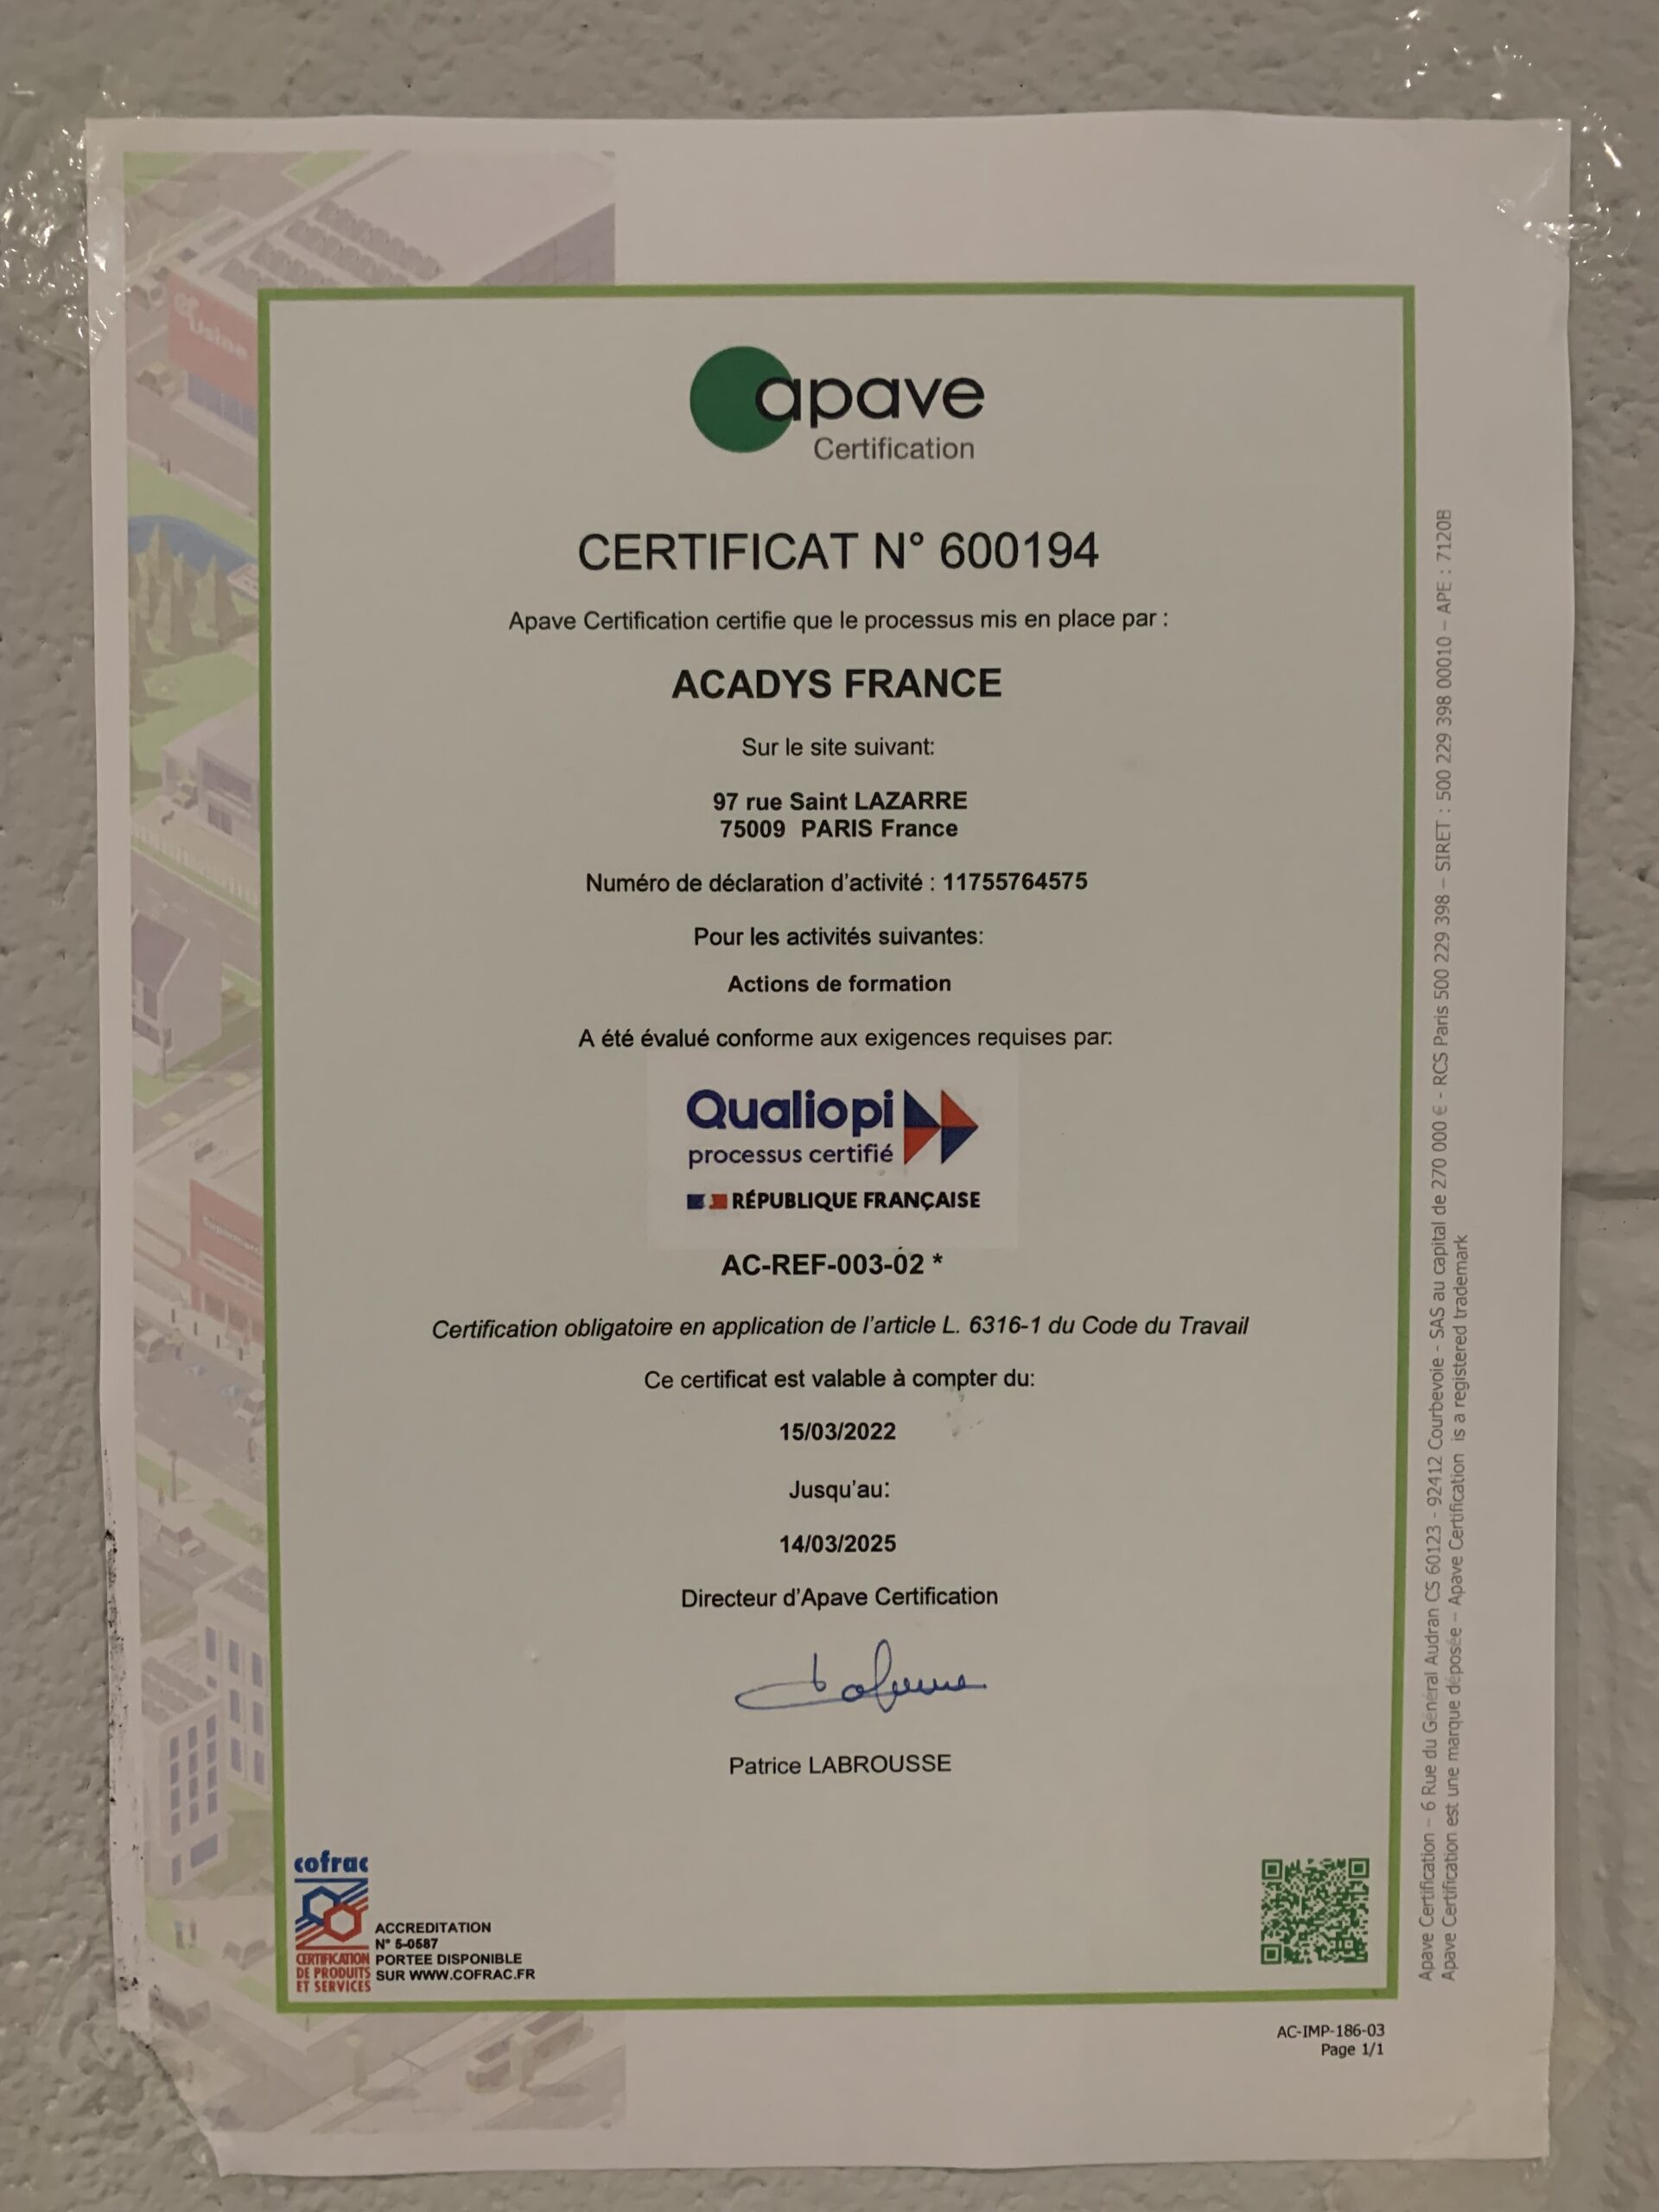 Usine
apave
Certification
CERTIFICAT N° 600194
Apave Certification certifie que le processus mis en place par :
ACADYS FRANCE
Sur le site suivant:
97 rue Saint LAZARRE
75009 PARIS France
Numéro de déclaration d'activité : 11755764575
Pour les activités suivantes:
Actions de formation
A été évalué conforme aux exigences requises par:
Qualiopi
processus certifié
RÉPUBLIQUE FRANÇAISE
AC-REF-003-02 *
Certification obligatoire en application de l'article L. 6316-1 du Code du Travail
Ce certificat est valable à compter du:
15/03/2022
Jusqu'au:
14/03/2025
Directeur d'Apave Certification
Patrice LABROUSSE
cofrac
CERTIFICATION
DE PRODUITS
ET SERVICES
ACCREDITATION
N° 5-0587
PORTEE DISPONIBLE
SUR WWW.COFRAC.FR
Apave Certification – 6 Rue du Général Audran CS 60123 - 92412 Courbevoie - SAS au capital de 270 000 € - RCS Paris 500 229 398 – SIRET : 500 229 398 00010 – APE : 7120B
Apave Certification est une marque déposée – Apave Certification is a registered trademark
AC-IMP-186-03
Page 1/1